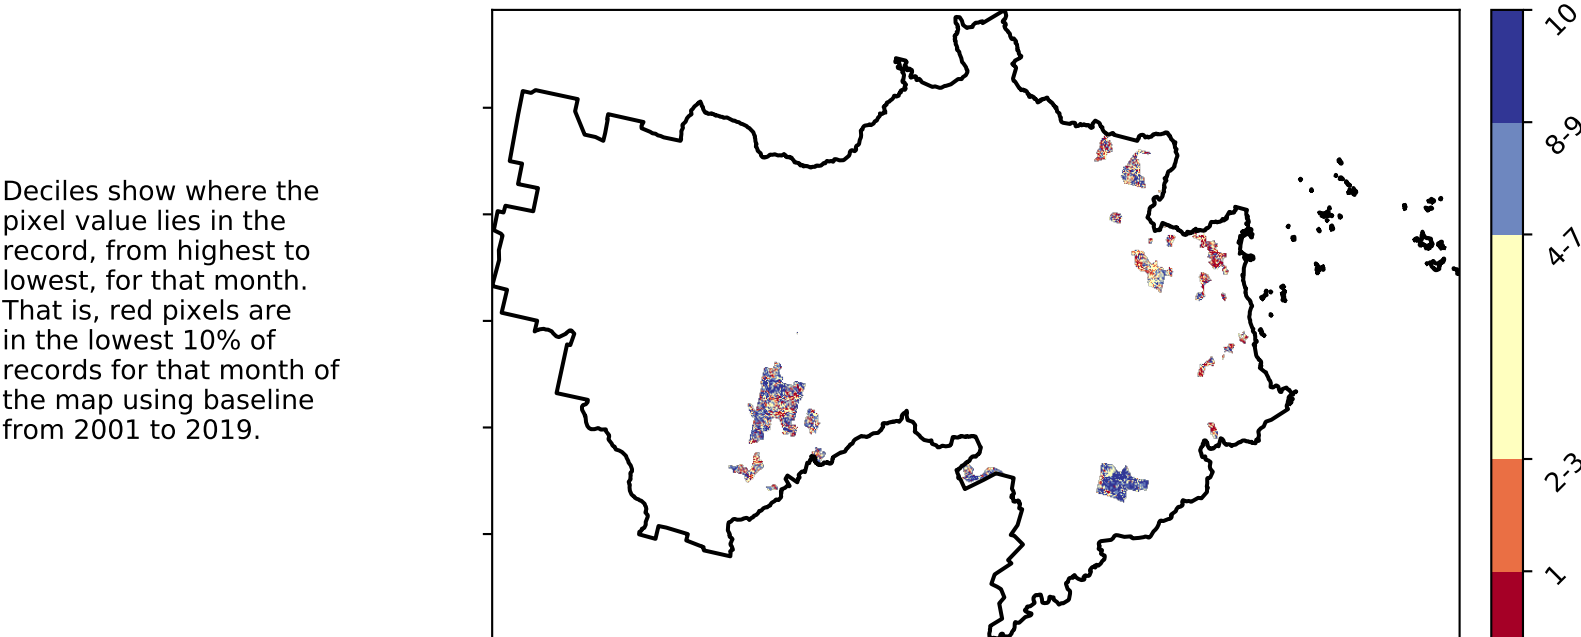 Deciles show where the
pixel value lies in the
record, from highest to
lowest, for that month.
That is, red pixels are
in the lowest 10% of
records for that month of
the map using baseline
from 2001 to 2019.
10
8-9
4-7
2-3
1